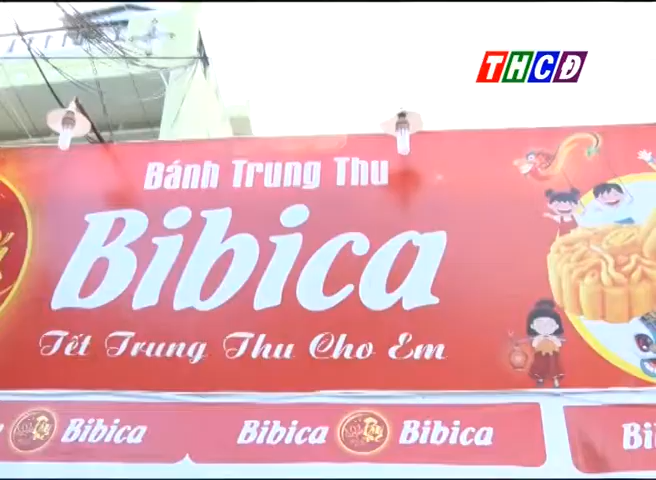 THCĐ
Bánh Trung Thu
Bibica
Tết Trung Thu Cho Em
Bibica
Bibica
Bibica